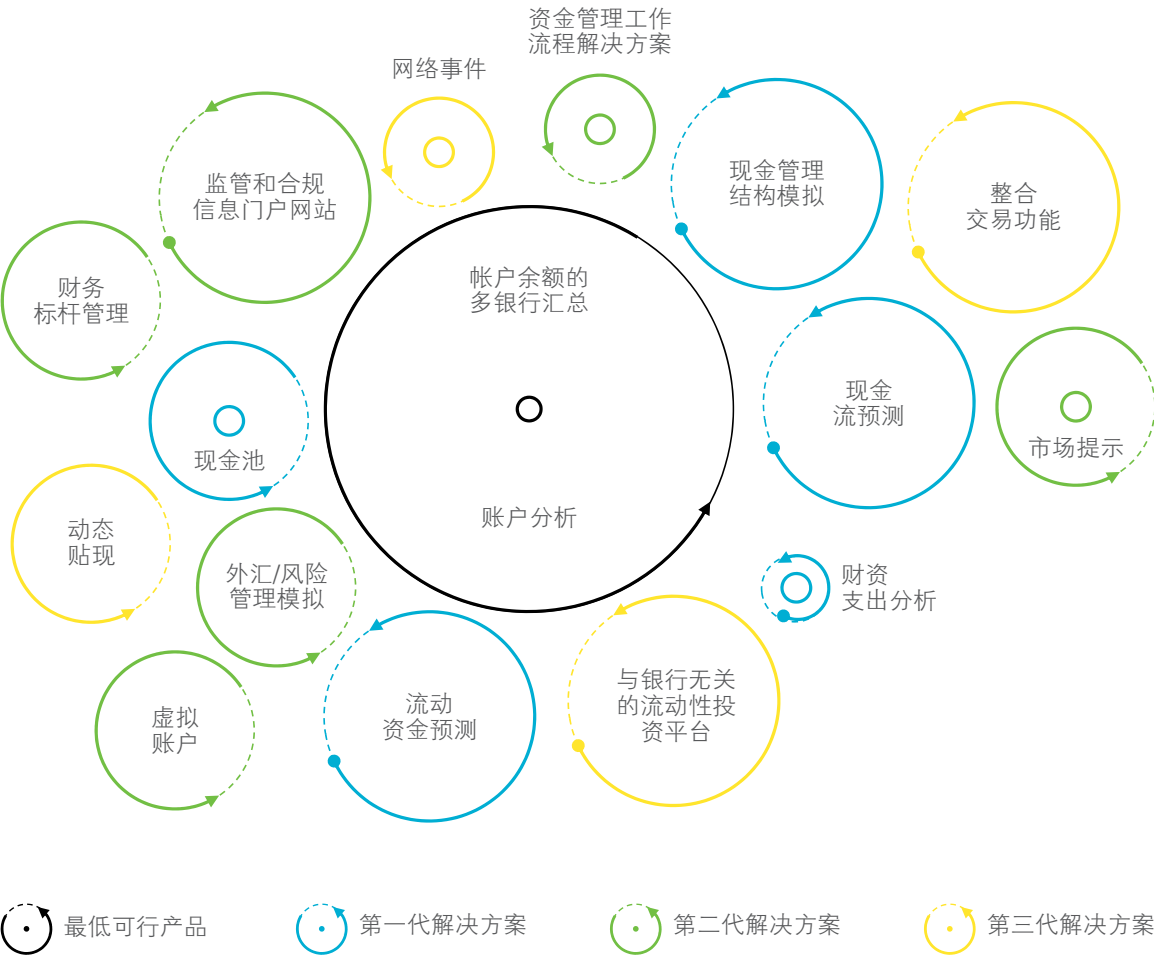 资金管理工作
流程解决方案
网络事件
监管和合规
信息门户网站
现金管理
结构模拟
整合
交易功能
财务
标杆管理
帐户余额的
多银行汇总
现金
流预测
市场提示
现金池
账户分析
动态
贴现
外汇/风险
管理模拟
财资
支出分析
虚拟
账户
流动
资金预测
与银行无关
的流动性投
资平台
最低可行产品
第一代解决方案
第二代解决方案
第三代解决方案